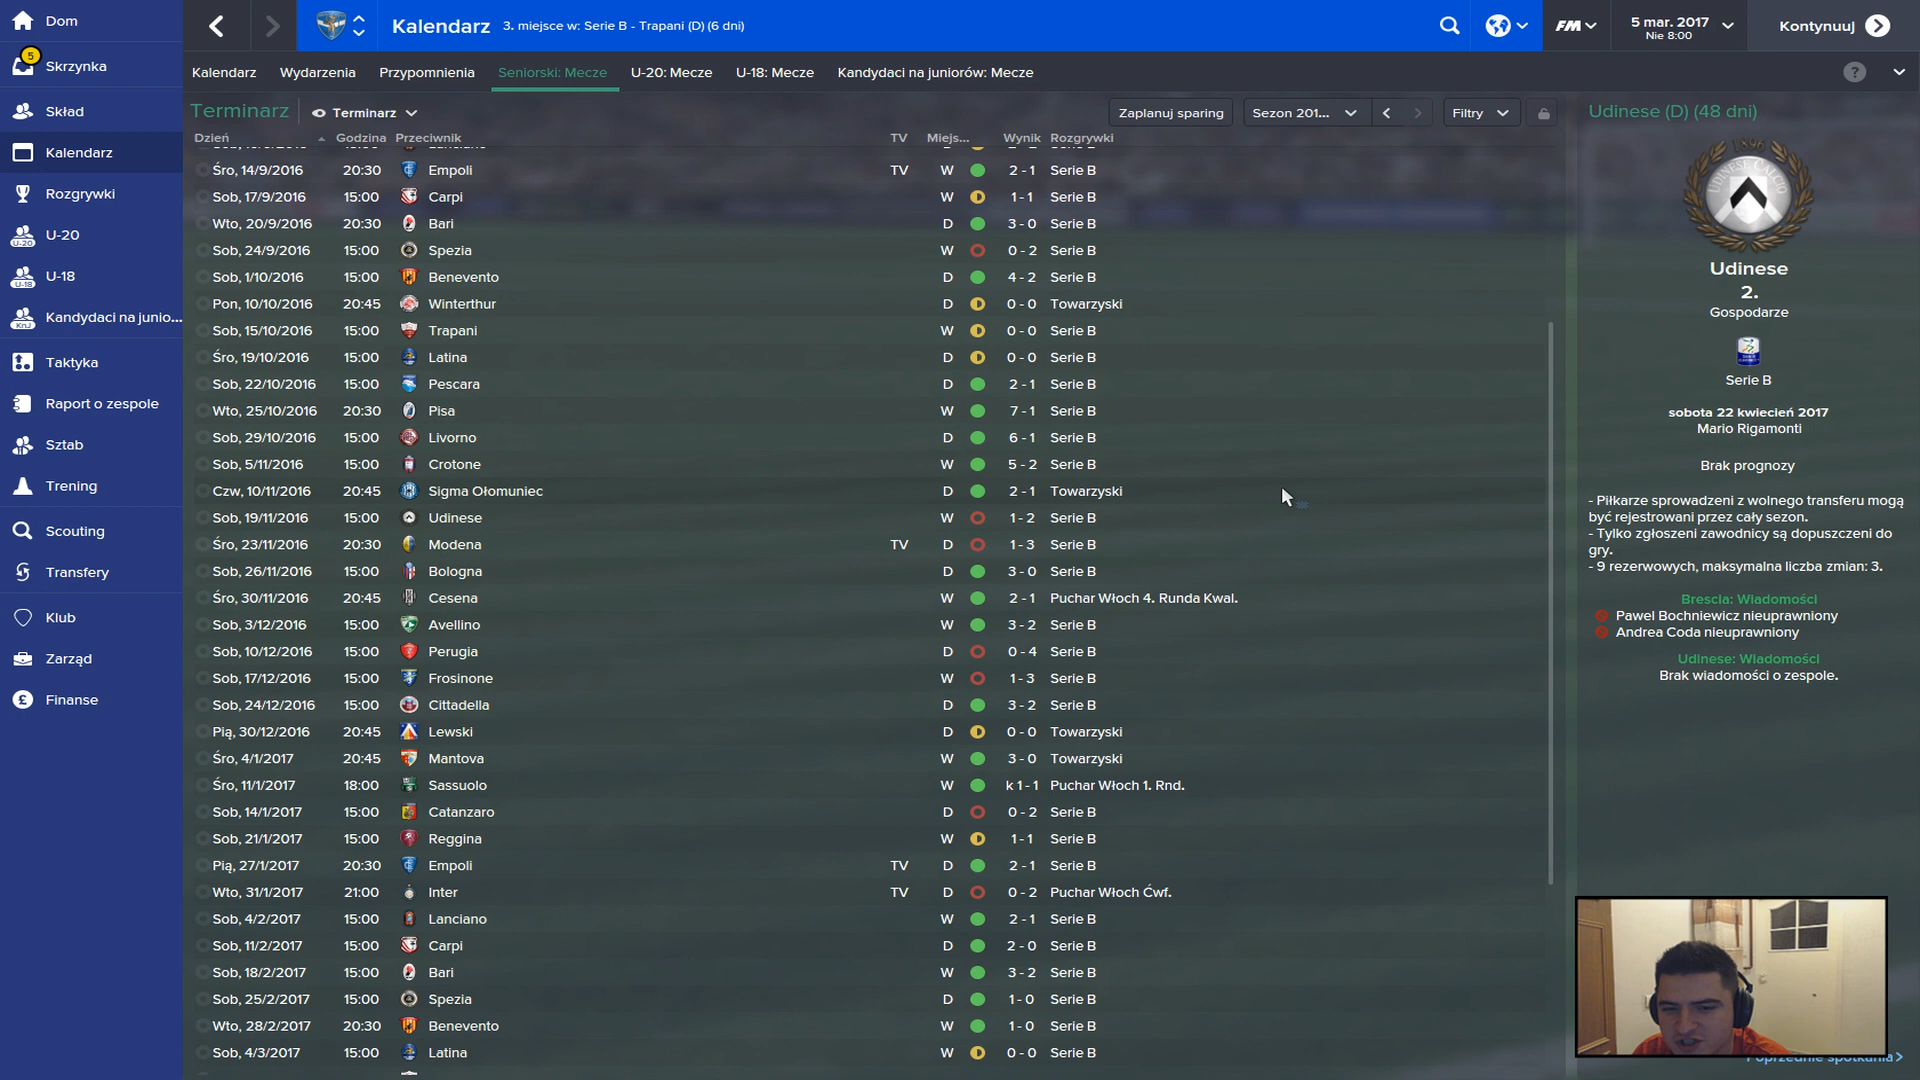 Dom
5
Skrzynka
Skład
Kalendarz
Rozgrywki
U-20
U-20
U-18
U-18
KnJ
Kandydaci na junio...
Taktyka
Raport o zespole
Sztab
Trening
Scouting
Transfery
Klub
Zarząd
Finanse
Kalendarz
3. miejsce w: Serie B - Trapani (D) (6 dni)
FM
5 mar. 2017
Nie 8:00
Kontynuuj
Kalendarz Wydarzenia Przypomnienia Seniorski: Mecze U-20: Mecze U-18: Mecze Kandydaci na juniorów: Mecze
?
Terminarz
Terminarz
Zaplanuj sparing
Sezon 201...
Filtry
Dzień Godzina Przeciwnik TV Miejs... Wynik Rozgrywki
Śro, 14/9/2016 20:30 Empoli TV W 2 - 1 Serie B
Sob, 17/9/2016 15:00 Carpi W 1 - 1 Serie B
Wto, 20/9/2016 20:30 Bari D 3 - 0 Serie B
Sob, 24/9/2016 15:00 Spezia W 0 - 2 Serie B
Sob, 1/10/2016 15:00 Benevento D 4 - 2 Serie B
Pon, 10/10/2016 20:45 Winterthur D 0 - 0 Towarzyski
Sob, 15/10/2016 15:00 Trapani W 0 - 0 Serie B
Śro, 19/10/2016 15:00 Latina D 0 - 0 Serie B
Sob, 22/10/2016 15:00 Pescara D 2 - 1 Serie B
Wto, 25/10/2016 20:30 Pisa W 7 - 1 Serie B
Sob, 29/10/2016 15:00 Livorno D 6 - 1 Serie B
Sob, 5/11/2016 15:00 Crotone W 5 - 2 Serie B
Czw, 10/11/2016 20:45 Sigma Ołomuniec D 2 - 1 Towarzyski
Sob, 19/11/2016 15:00 Udinese W 1 - 2 Serie B
Śro, 23/11/2016 20:30 Modena TV D 1 - 3 Serie B
Sob, 26/11/2016 15:00 Bologna D 3 - 0 Serie B
Śro, 30/11/2016 20:45 Cesena W 2 - 1 Puchar Włoch 4. Runda Kwal.
Sob, 3/12/2016 15:00 Avellino W 3 - 2 Serie B
Sob, 10/12/2016 15:00 Perugia D 0 - 4 Serie B
Sob, 17/12/2016 15:00 Frosinone W 1 - 3 Serie B
Sob, 24/12/2016 15:00 Cittadella D 3 - 2 Serie B
Pią, 30/12/2016 20:45 Lewski D 0 - 0 Towarzyski
Śro, 4/1/2017 20:45 Mantova W 3 - 0 Towarzyski
Śro, 11/1/2017 18:00 Sassuolo W k 1 - 1 Puchar Włoch 1. Rnd.
Sob, 14/1/2017 15:00 Catanzaro D 0 - 2 Serie B
Sob, 21/1/2017 15:00 Reggina W 1 - 1 Serie B
Pią, 27/1/2017 20:30 Empoli TV D 2 - 1 Serie B
Wto, 31/1/2017 21:00 Inter TV D 0 - 2 Puchar Włoch Ćwf.
Sob, 4/2/2017 15:00 Lanciano W 2 - 1 Serie B
Sob, 11/2/2017 15:00 Carpi D 2 - 0 Serie B
Sob, 18/2/2017 15:00 Bari W 3 - 2 Serie B
Sob, 25/2/2017 15:00 Spezia D 1 - 0 Serie B
Wto, 28/2/2017 20:30 Benevento W 1 - 0 Serie B
Sob, 4/3/2017 15:00 Latina W 0 - 0 Serie B
Udinese (D) (48 dni)
1896
UDINESE CALCIO
Udinese
2.
Gospodarze
Serie B
sobota 22 kwiecień 2017
Mario Rigamonti
Brak prognozy
- Piłkarze sprowadzeni z wolnego transferu mogą
być rejestrowani przez cały sezon.
- Tylko zgłoszeni zawodnicy są dopuszczeni do
gry.
- 9 rezerwowych, maksymalna liczba zmian: 3.
Brescia: Wiadomości
Pawel Bochniewicz nieuprawniony
Andrea Coda nieuprawniony
Udinese: Wiadomości
Brak wiadomości o zespole.
Poprzednie spotkania